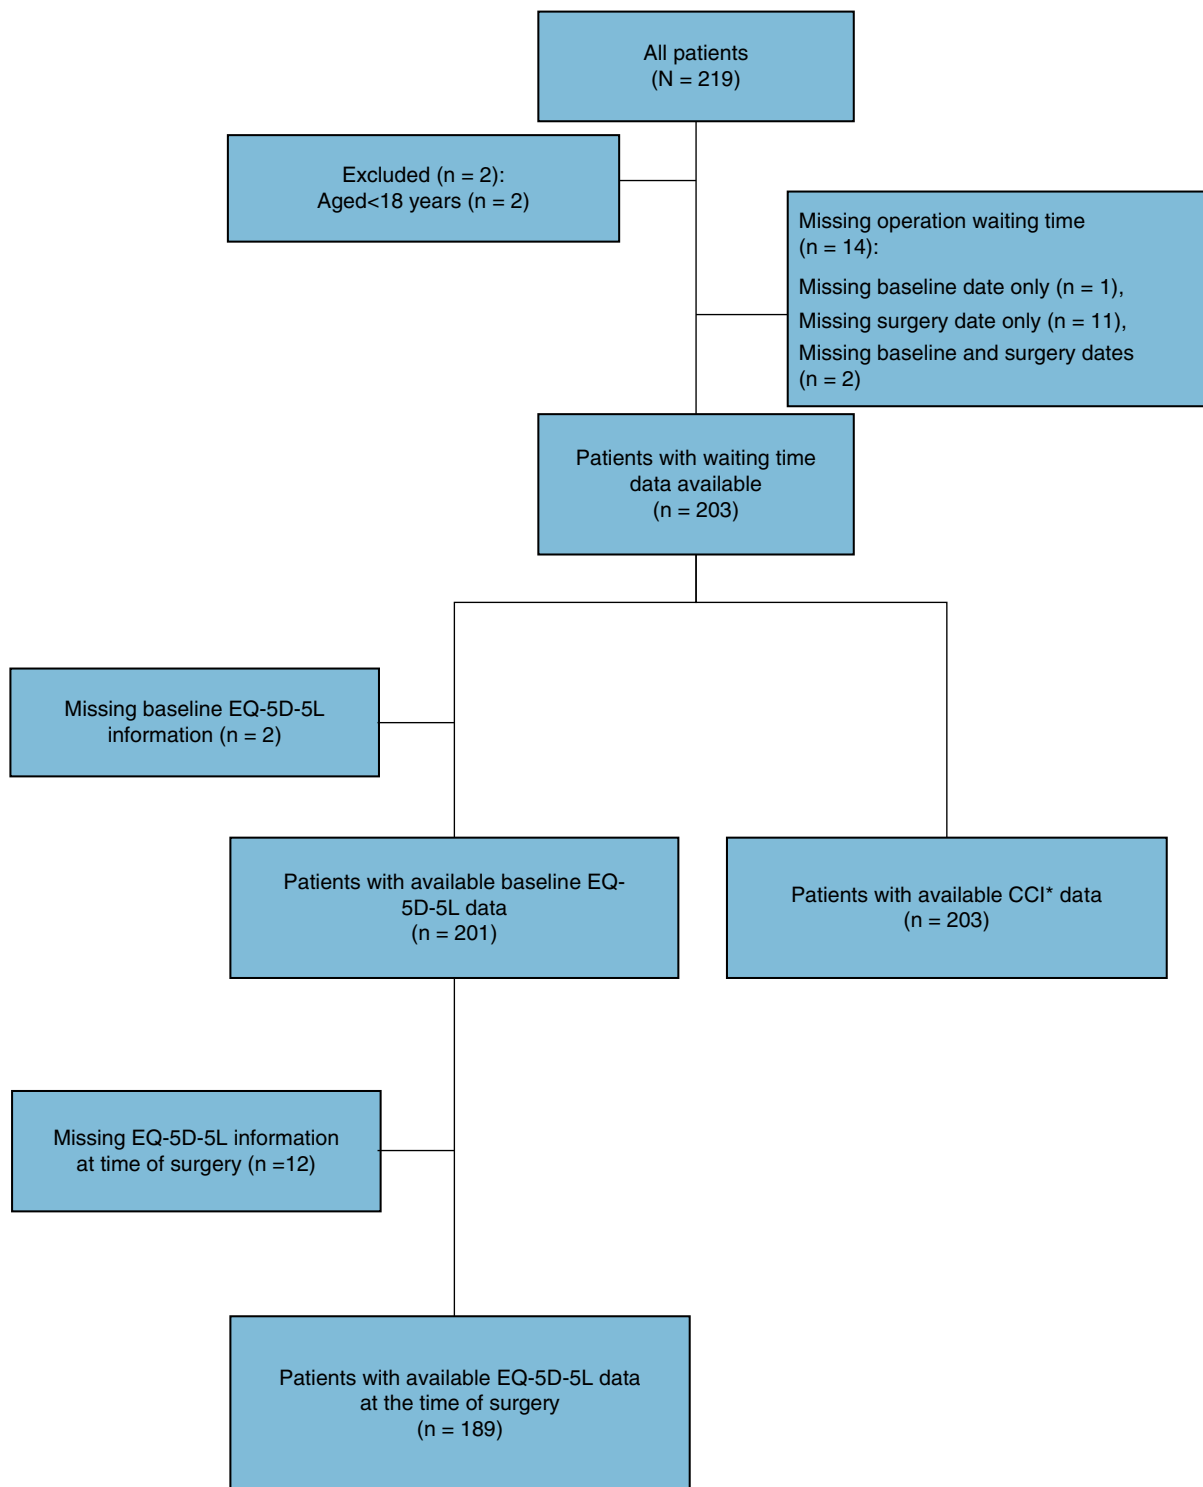 All patients
(N = 219)
Excluded (n = 2):
Aged<18 years (n = 2)
Missing operation waiting time
(n = 14):
Missing baseline date only (n = 1),
Missing surgery date only (n = 11),
Missing baseline and surgery dates
(n = 2)
Patients with waiting time
data available
(n = 203)
Missing baseline EQ-5D-5L
information (n = 2)
Patients with available baseline EQ-
5D-5L data
(n = 201)
Patients with available CCI* data
(n = 203)
Missing EQ-5D-5L information
at time of surgery (n =12)
Patients with available EQ-5D-5L data
at the time of surgery
(n = 189)